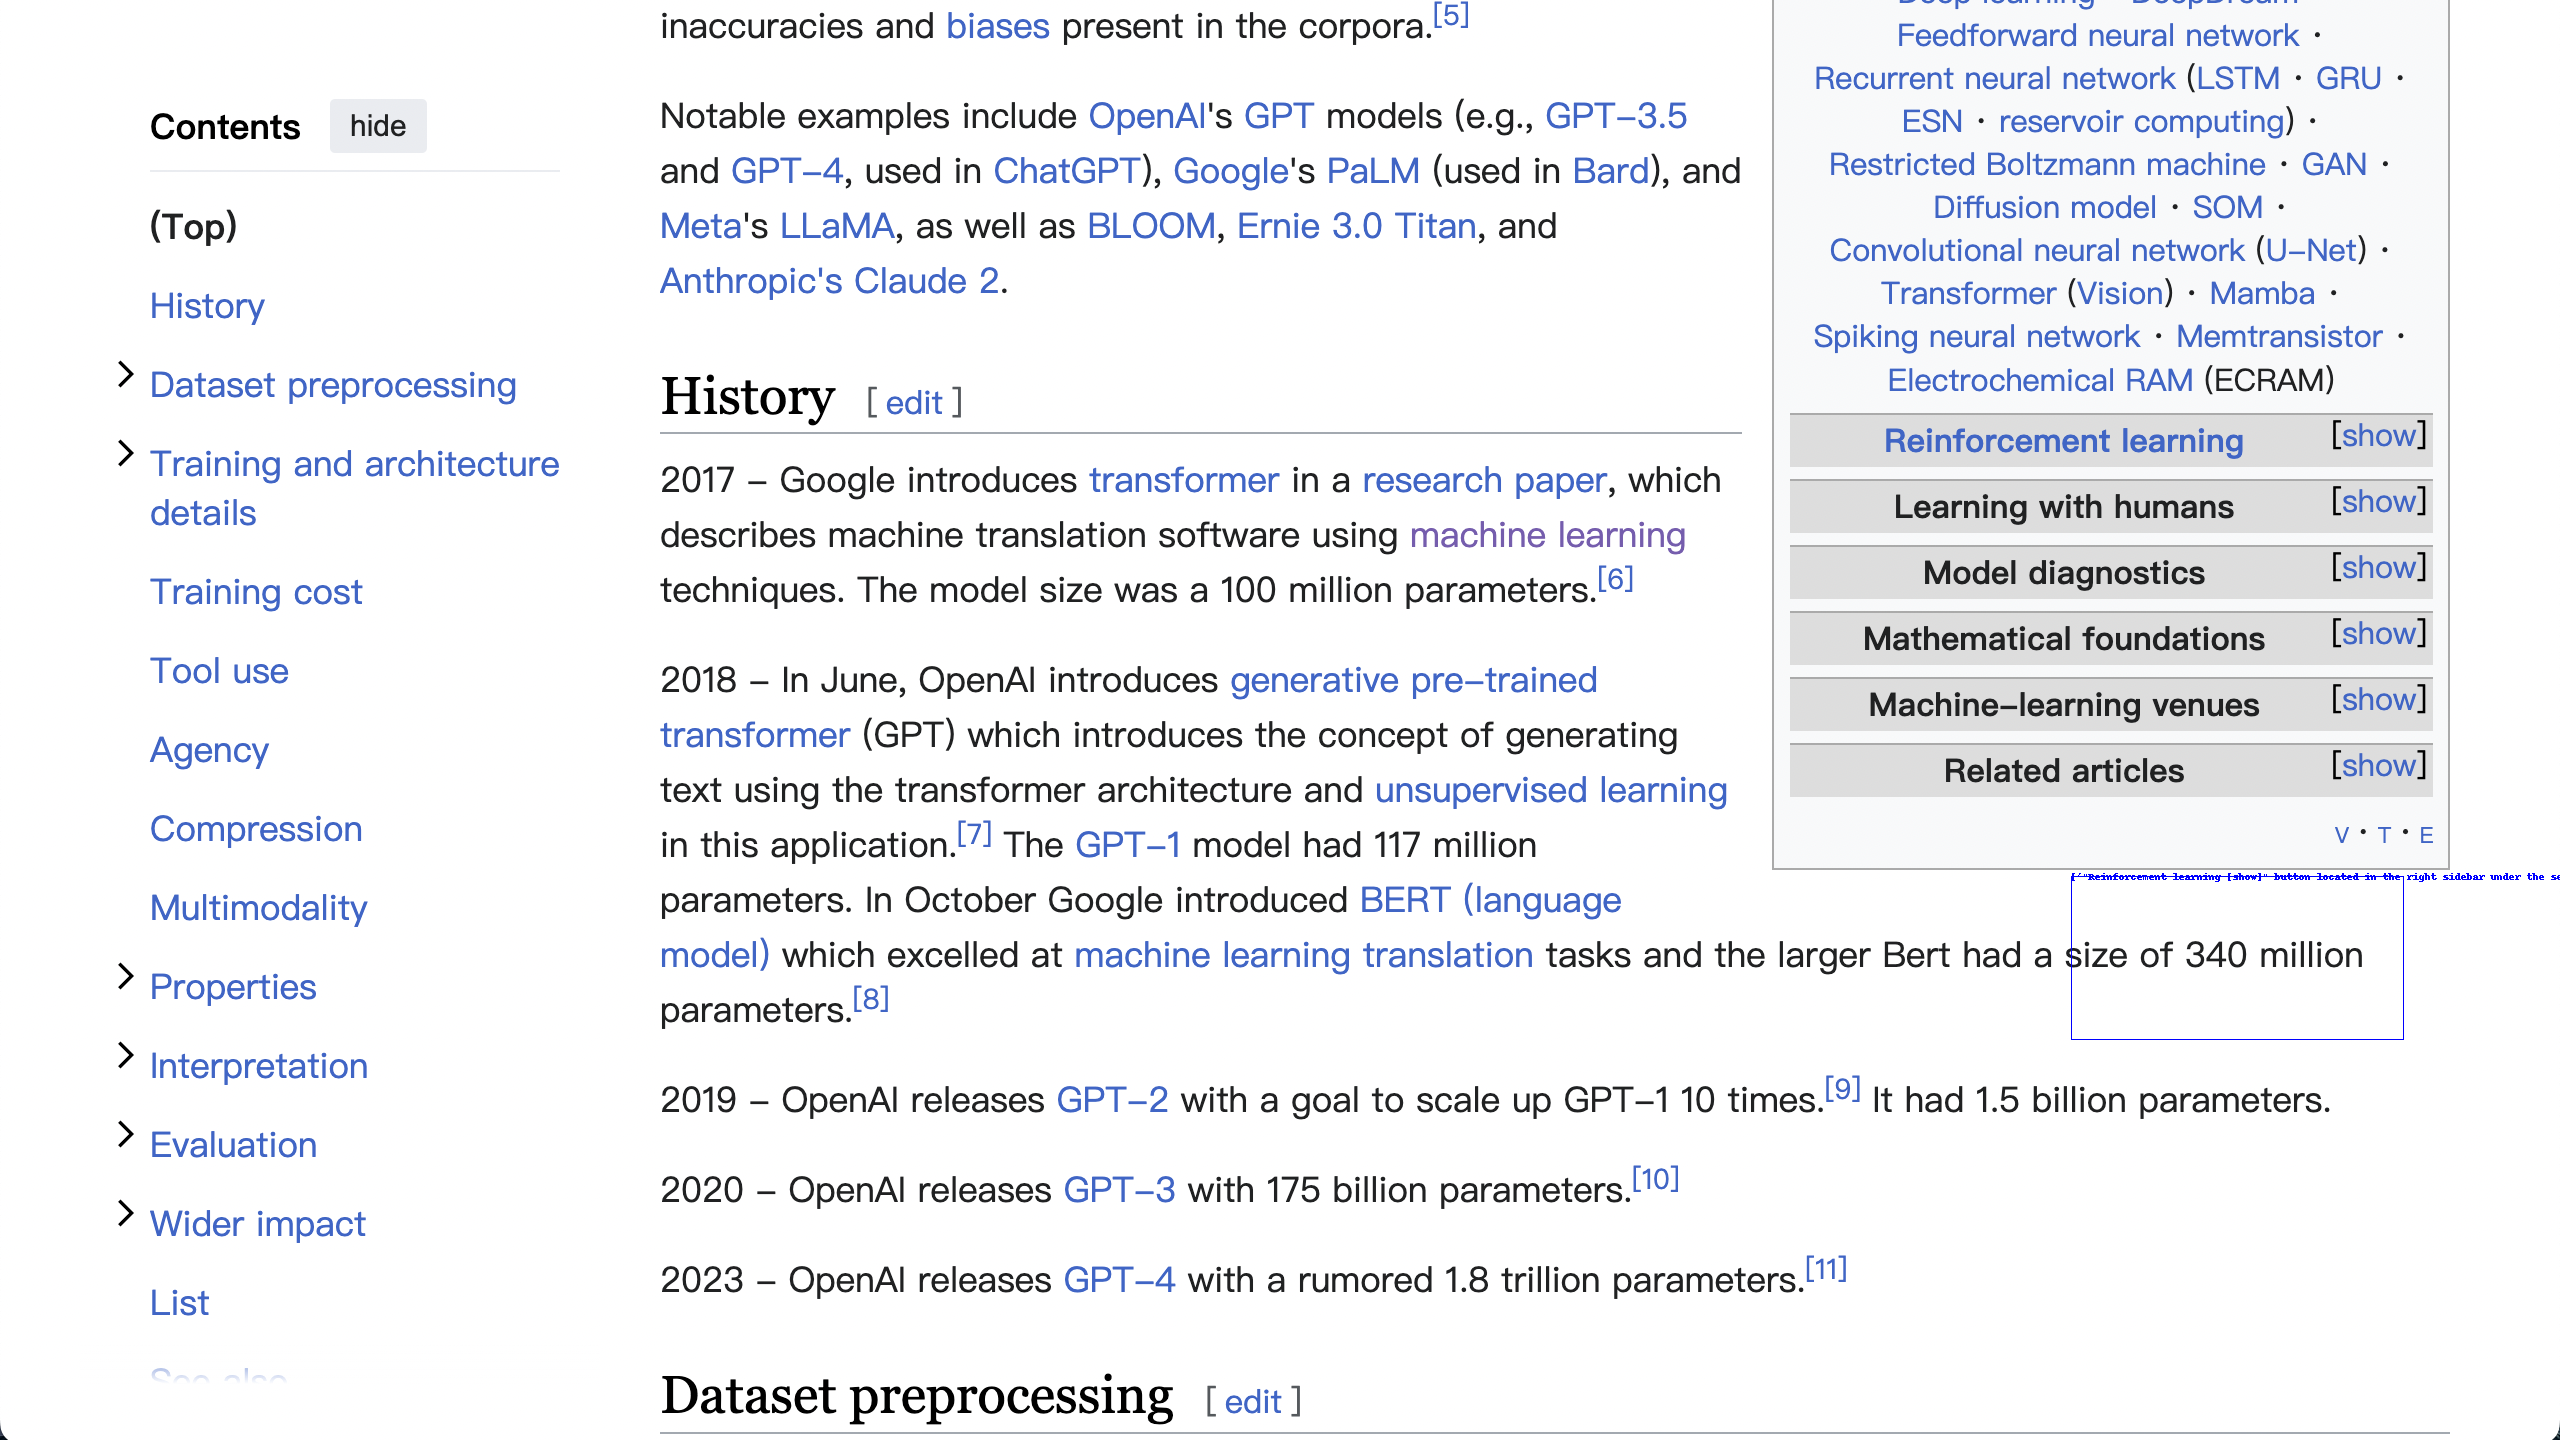 inaccuracies and biases present in the corpora.[5]
Notable examples include OpenAI's GPT models (e.g., GPT-3.5
and GPT-4, used in ChatGPT), Google's PaLM (used in Bard), and
Meta's LLaMA, as well as BLOOM, Ernie 3.0 Titan, and
Anthropic's Claude 2.
History [ edit ]
2017 – Google introduces transformer in a research paper, which
describes machine translation software using machine learning
techniques. The model size was a 100 million parameters.[6]
2018 – In June, OpenAI introduces generative pre-trained
transformer (GPT) which introduces the concept of generating
text using the transformer architecture and unsupervised learning
in this application.[7] The GPT-1 model had 117 million
parameters. In October Google introduced BERT (language
model) which excelled at machine learning translation tasks and the larger Bert had a size of 340 million
parameters.[8]
2019 – OpenAI releases GPT-2 with a goal to scale up GPT-1 10 times.[9] It had 1.5 billion parameters.
2020 – OpenAI releases GPT-3 with 175 billion parameters.[10]
2023 – OpenAI releases GPT-4 with a rumored 1.8 trillion parameters.[11]
Dataset preprocessing [ edit ]
Contents hide
(Top)
History
Dataset preprocessing
Training and architecture
details
Training cost
Tool use
Agency
Compression
Multimodality
Properties
Interpretation
Evaluation
Wider impact
List
See also
Deep learning · DeepDream
Feedforward neural network ·
Recurrent neural network (LSTM · GRU ·
ESN · reservoir computing) ·
Restricted Boltzmann machine · GAN ·
Diffusion model · SOM ·
Convolutional neural network (U-Net) ·
Transformer (Vision) · Mamba ·
Spiking neural network · Memtransistor ·
Electrochemical RAM (ECRAM)
Reinforcement learning [show]
Learning with humans [show]
Model diagnostics [show]
Mathematical foundations [show]
Machine-learning venues [show]
Related articles [show]
V · T · E
"Reinforcement learning [show]" button located in the right sidebar under the